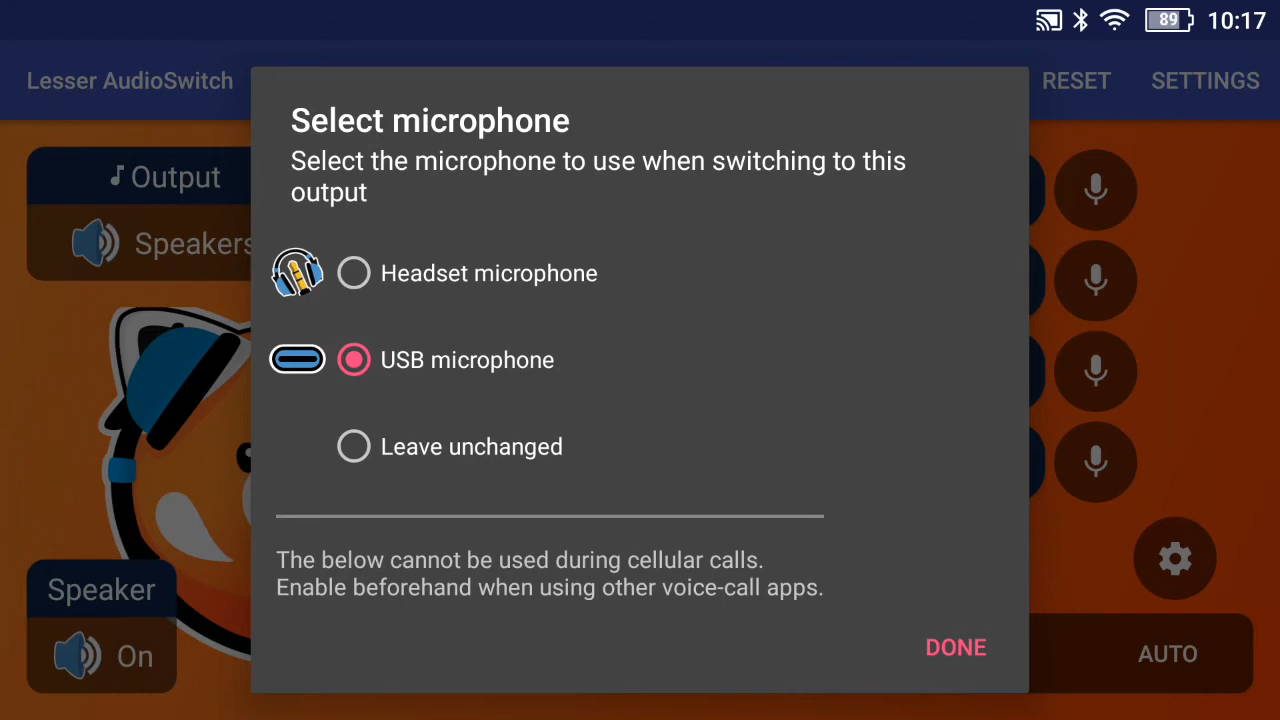 89 10:17
Lesser AudioSwitch
RESET SETTINGS
Select microphone
Select the microphone to use when switching to this
output
Output
Speakers
Headset microphone
USB microphone
Leave unchanged
The below cannot be used during cellular calls.
Enable beforehand when using other voice-call apps.
Speaker
On
DONE
AUTO